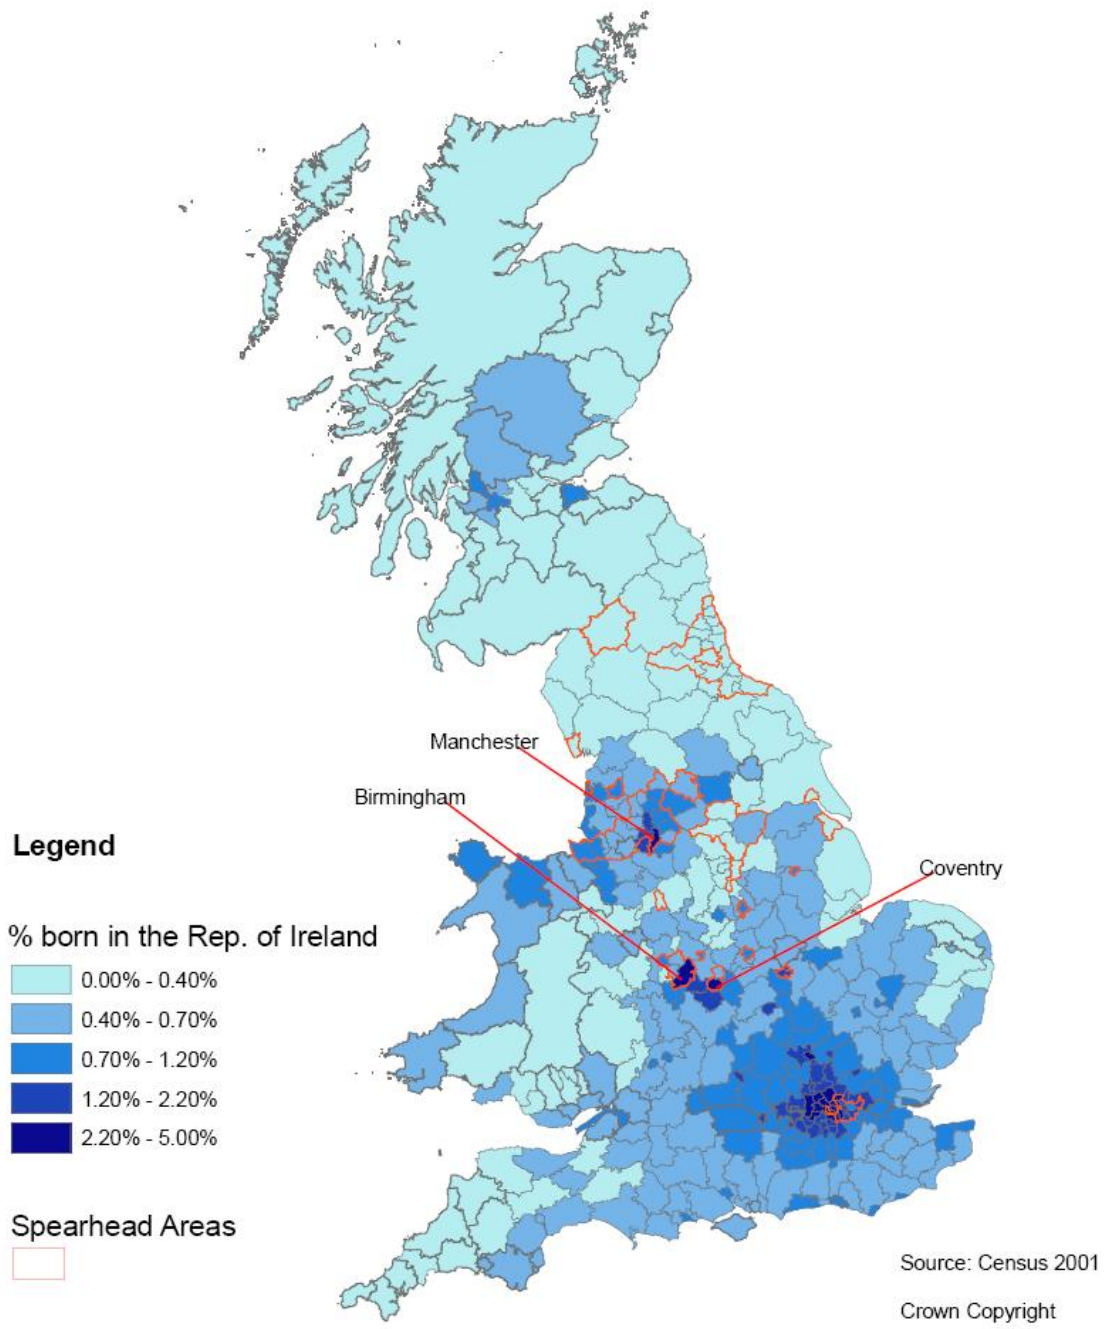 Manchester
Birmingham
Coventry
Legend
% born in the Rep. of Ireland
0.00% - 0.40%
0.40% - 0.70%
0.70% - 1.20%
1.20% - 2.20%
2.20% - 5.00%
Spearhead Areas
Source: Census 2001
Crown Copyright